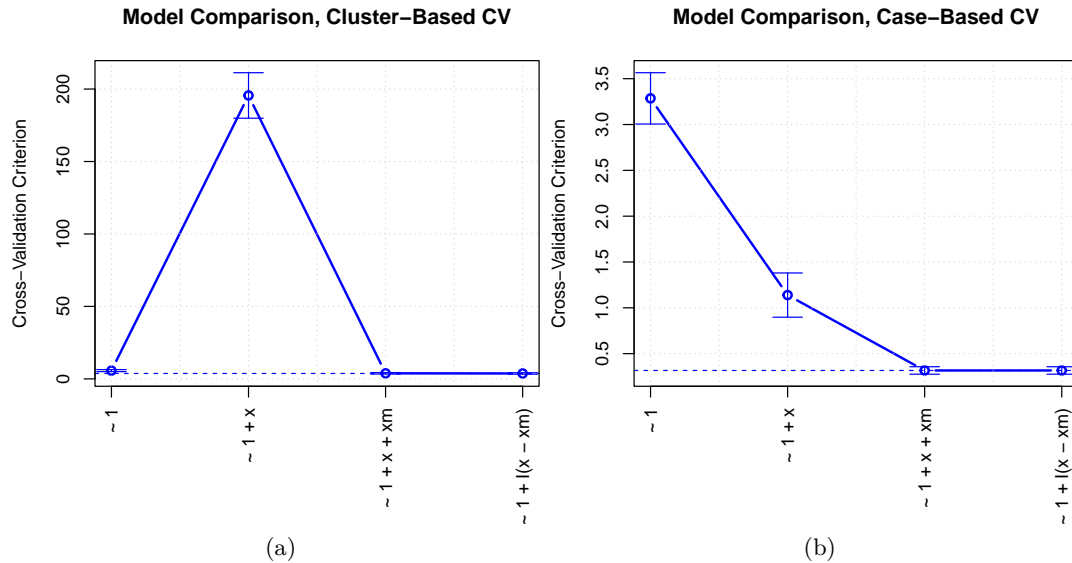 Model Comparison, Cluster−Based CV
Cross−Validation Criterion
200
150
100
50
0
~ 1
~ 1 + x
~ 1 + x + xm
~ 1 + I(x − xm)
(a)
Model Comparison, Case−Based CV
Cross−Validation Criterion
3.5
3.0
2.5
2.0
1.5
1.0
0.5
~ 1
~ 1 + x
~ 1 + x + xm
~ 1 + I(x − xm)
(b)